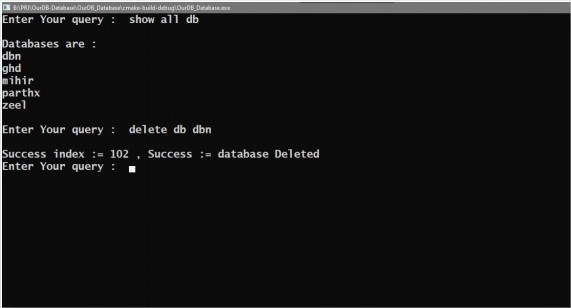 B:\PRJ\OurDB-Database\OurDB_Database\cmake-build-debug\OurDB_Database.exe
Enter Your query :  show all db
Databases are :
dbn
ghd
mihir
parthx
zeel
Enter Your query :  delete db dbn
Success index := 102 , Success := database Deleted
Enter Your query :